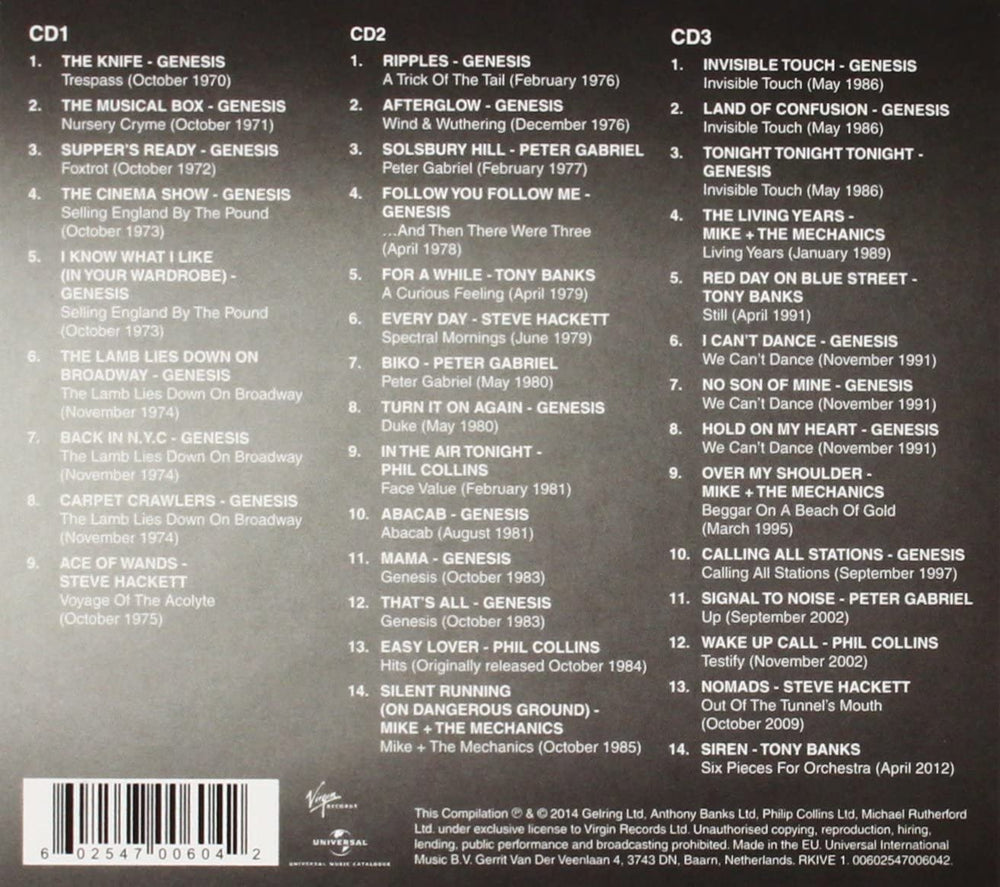 CD1
1. THE KNIFE - GENESIS
Trespass (October 1970)
2. THE MUSICAL BOX - GENESIS
Nursery Cryme (October 1971)
3. SUPPER'S READY - GENESIS
Foxtrot (October 1972)
4. THE CINEMA SHOW - GENESIS
Selling England By The Pound
(October 1973)
5. I KNOW WHAT I LIKE
(IN YOUR WARDROBE) -
GENESIS
Selling England By The Pound
(October 1973)
6. THE LAMB LIES DOWN ON
BROADWAY - GENESIS
The Lamb Lies Down On Broadway
(November 1974)
7. BACK IN N.Y.C - GENESIS
The Lamb Lies Down On Broadway
(November 1974)
8. CARPET CRAWLERS - GENESIS
The Lamb Lies Down On Broadway
(November 1974)
9. ACE OF WANDS -
STEVE HACKETT
Voyage Of The Acolyte
(October 1975)
CD2
1. RIPPLES - GENESIS
A Trick Of The Tail (February 1976)
2. AFTERGLOW - GENESIS
Wind & Wuthering (December 1976)
3. SOLSBURY HILL - PETER GABRIEL
Peter Gabriel (February 1977)
4. FOLLOW YOU FOLLOW ME -
GENESIS
...And Then There Were Three
(April 1978)
5. FOR A WHILE - TONY BANKS
A Curious Feeling (April 1979)
6. EVERY DAY - STEVE HACKETT
Spectral Mornings (June 1979)
7. BIKO - PETER GABRIEL
Peter Gabriel (May 1980)
8. TURN IT ON AGAIN - GENESIS
Duke (May 1980)
9. IN THE AIR TONIGHT -
PHIL COLLINS
Face Value (February 1981)
10. ABACAB - GENESIS
Abacab (August 1981)
11. MAMA - GENESIS
Genesis (October 1983)
12. THAT'S ALL - GENESIS
Genesis (October 1983)
13. EASY LOVER - PHIL COLLINS
Hits (Originally released October 1984)
14. SILENT RUNNING
(ON DANGEROUS GROUND) -
MIKE + THE MECHANICS
Mike + The Mechanics (October 1985)
CD3
1. INVISIBLE TOUCH - GENESIS
Invisible Touch (May 1986)
2. LAND OF CONFUSION - GENESIS
Invisible Touch (May 1986)
3. TONIGHT TONIGHT TONIGHT -
GENESIS
Invisible Touch (May 1986)
4. THE LIVING YEARS -
MIKE + THE MECHANICS
Living Years (January 1989)
5. RED DAY ON BLUE STREET -
TONY BANKS
Still (April 1991)
6. I CAN'T DANCE - GENESIS
We Can't Dance (November 1991)
7. NO SON OF MINE - GENESIS
We Can't Dance (November 1991)
8. HOLD ON MY HEART - GENESIS
We Can't Dance (November 1991)
9. OVER MY SHOULDER -
MIKE + THE MECHANICS
Beggar On A Beach Of Gold
(March 1995)
10. CALLING ALL STATIONS - GENESIS
Calling All Stations (September 1997)
11. SIGNAL TO NOISE - PETER GABRIEL
Up (September 2002)
12. WAKE UP CALL - PHIL COLLINS
Testify (November 2002)
13. NOMADS - STEVE HACKETT
Out Of The Tunnel's Mouth
(October 2009)
14. SIREN - TONY BANKS
Six Pieces For Orchestra (April 2012)
6 02547 00604 2
Virgin
RECORDS
UNIVERSAL
UNIVERSAL MUSIC CATALOGUE
This Compilation ℗ & © 2014 Gelring Ltd, Anthony Banks Ltd, Philip Collins Ltd, Michael Rutherford
Ltd. under exclusive license to Virgin Records Ltd. Unauthorised copying, reproduction, hiring,
lending, public performance and broadcasting prohibited. Made in the EU. Universal International
Music B.V. Gerrit Van Der Veenlaan 4, 3743 DN, Baarn, Netherlands. RKIVE 1. 00602547006042.